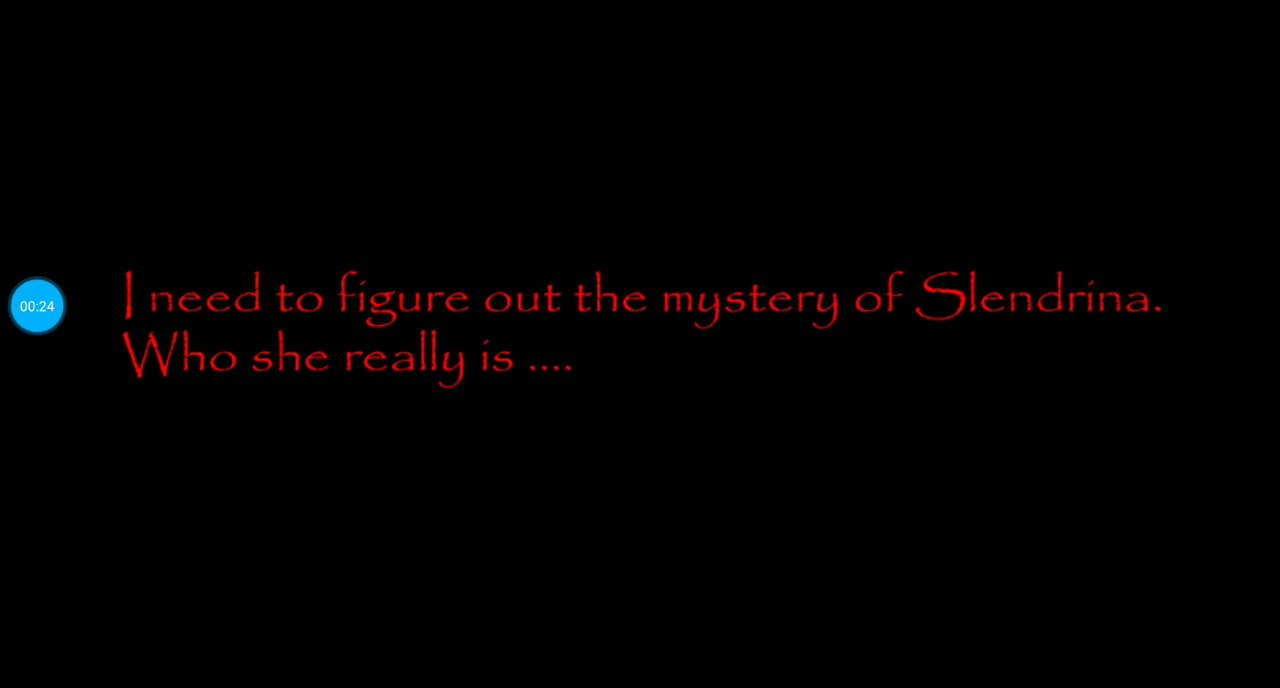 00:24
I need to figure out the mystery of Slendrina.
Who she really is ....